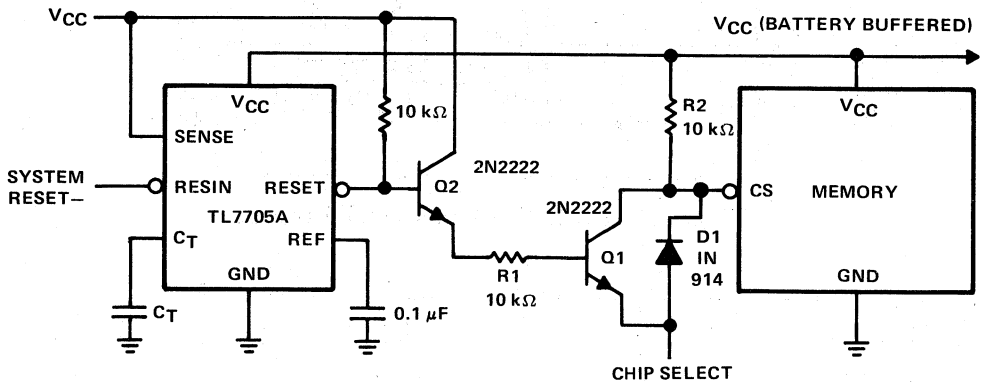 VCC
VCC (BATTERY BUFFERED)
VCC
SENSE
SYSTEM
RESET–
RESIN
RESET
TL7705A
CT
REF
GND
CT
0.1 μF
10 kΩ
Q2
2N2222
R1
10 kΩ
2N2222
Q1
R2
10 kΩ
D1
IN
914
CHIP SELECT
VCC
CS
MEMORY
GND